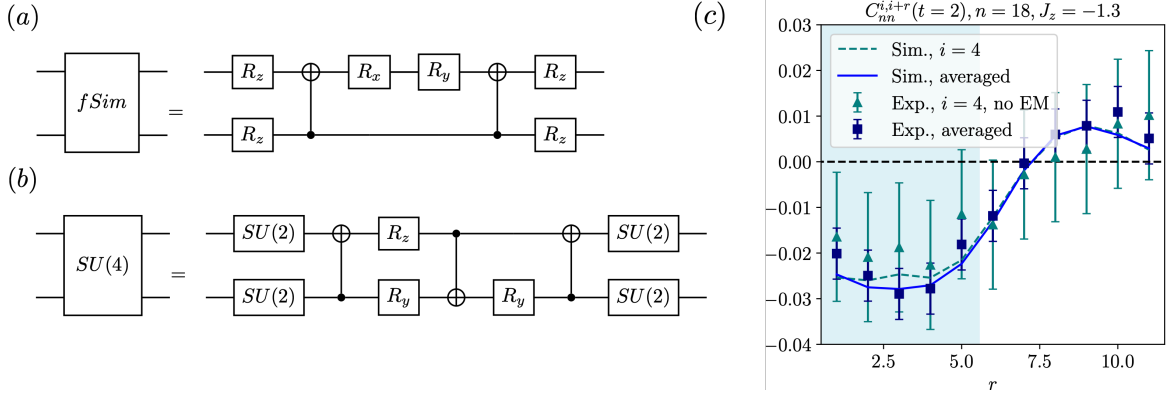 (a)
fSim
=
R_z R_x R_y R_z
R_z R_z
(b)
SU(4)
=
SU(2) R_z SU(2)
SU(2) R_y R_y SU(2)
(c)
C_{nn}^{i,i+r}(t = 2), n = 18, J_z = −1.3
0.03
0.02
0.01
0.00
−0.01
−0.02
−0.03
−0.04
Sim., i = 4
Sim., averaged
Exp., i = 4, no EM
Exp., averaged
2.5 5.0 7.5 10.0
r